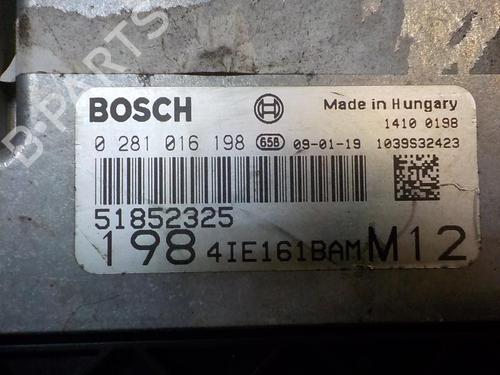 B-PARTS
BOSCH Made in Hungary
1410 0198
0 281 016 198 65B 09-01-19 1039S32423
51852325
198 4IE161BAM M12